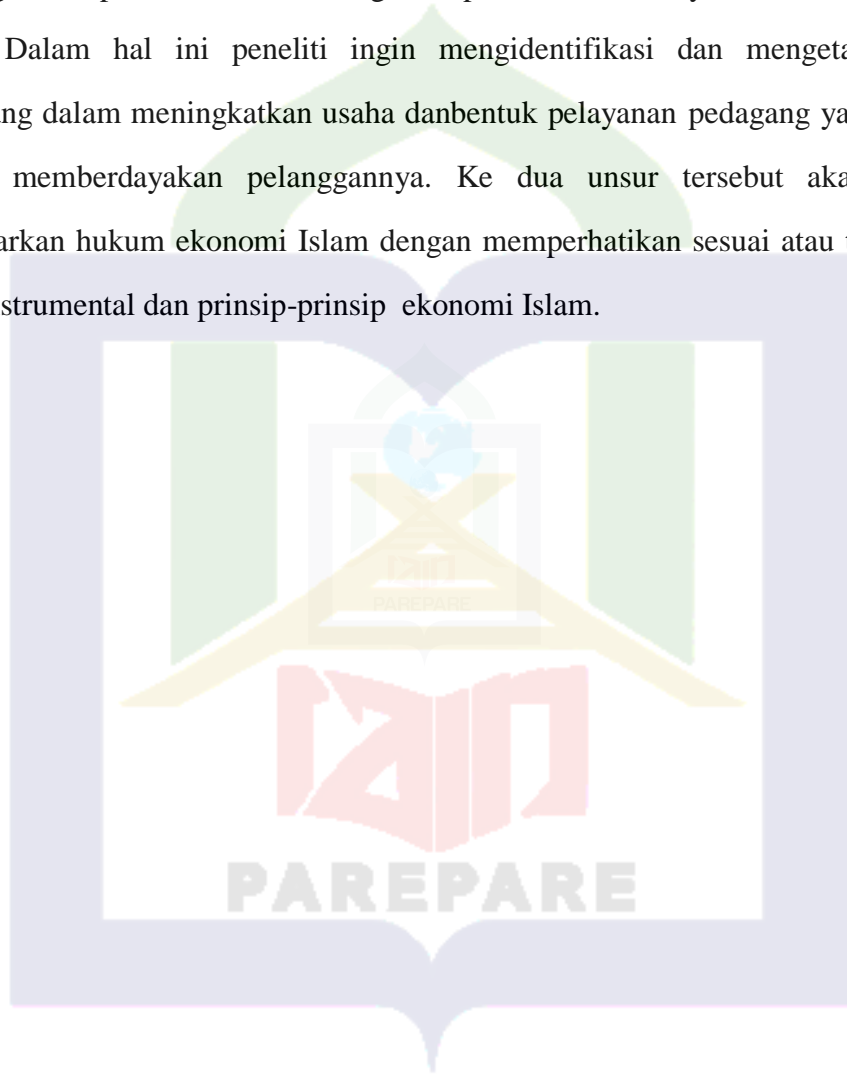 Dalam hal ini peneliti ingin mengidentifikasi dan mengeta
ng dalam meningkatkan usaha danbentuk pelayanan pedagang ya
memberdayakan pelanggannya. Ke dua unsur tersebut aka
arkan hukum ekonomi Islam dengan memperhatikan sesuai atau
strumental dan prinsip-prinsip ekonomi Islam.
IAIN
PAREPARE
IAIN
PAREPARE